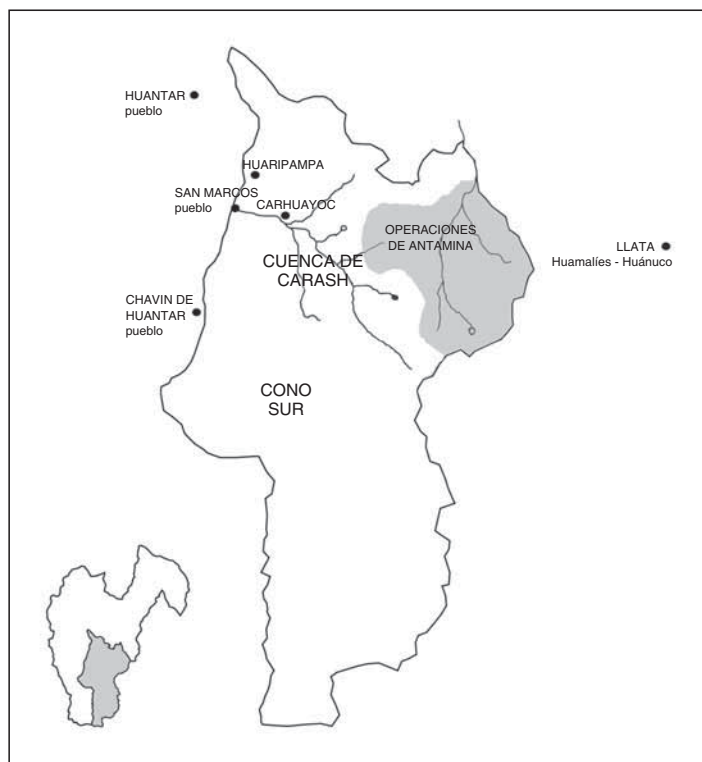 HUANTAR
pueblo
HUARIPAMPA
SAN MARCOS
pueblo
CARHUAYOC
OPERACIONES
DE ANTAMINA
LLATA
Huamalíes - Huánuco
CUENCA DE
CARASH
CHAVIN DE
HUANTAR
pueblo
CONO
SUR